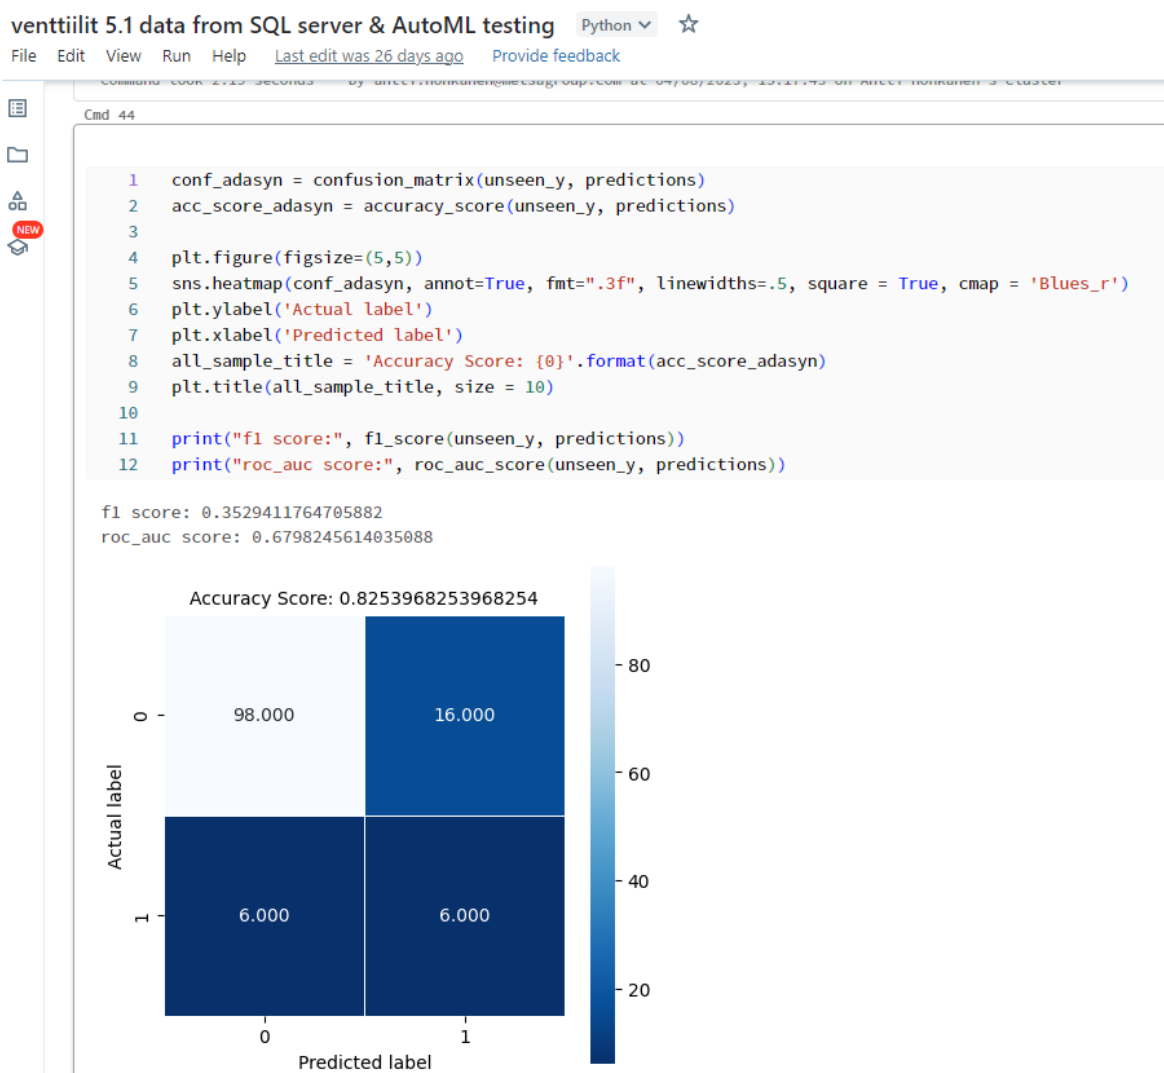 venttiilit 5.1 data from SQL server & AutoML testing Python
File Edit View Run Help Last edit was 26 days ago Provide feedback
Cmd 44
NEW
1 conf_adasyn = confusion_matrix(unseen_y, predictions)
2 acc_score_adasyn = accuracy_score(unseen_y, predictions)
3
4 plt.figure(figsize=(5,5))
5 sns.heatmap(conf_adasyn, annot=True, fmt=".3f", linewidths=.5, square = True, cmap = 'Blues_r')
6 plt.ylabel('Actual label')
7 plt.xlabel('Predicted label')
8 all_sample_title = 'Accuracy Score: {0}'.format(acc_score_adasyn)
9 plt.title(all_sample_title, size = 10)
10
11 print("f1 score:", f1_score(unseen_y, predictions))
12 print("roc_auc score:", roc_auc_score(unseen_y, predictions))
f1 score: 0.3529411764705882
roc_auc score: 0.6798245614035088
Accuracy Score: 0.8253968253968254
80
0 98.000 16.000
60
Actual label
40
1 6.000 6.000
20
0 1
Predicted label